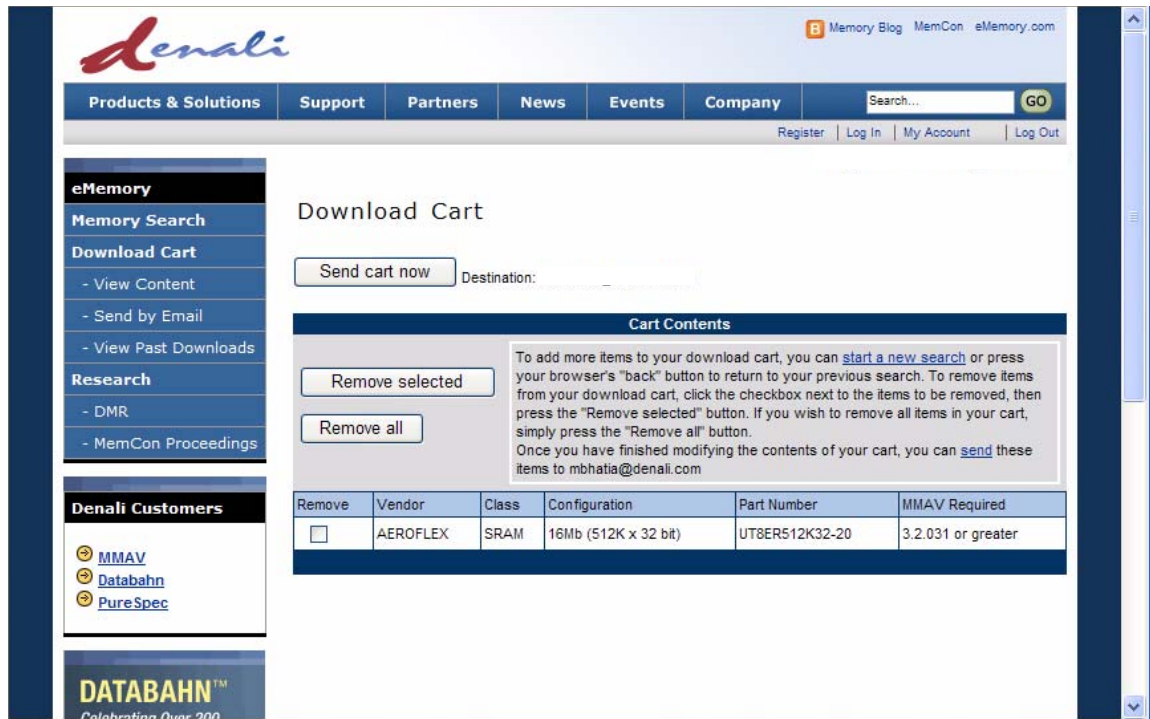 denali
Memory Blog MemCon eMemory.com
Products & Solutions Support Partners News Events Company Search... GO
Register | Log In | My Account | Log Out
eMemory
Memory Search
Download Cart
- View Content
- Send by Email
- View Past Downloads
Research
- DMR
- MemCon Proceedings
Denali Customers
MMAV
Databahn
PureSpec
DATABAHN™
Celebrating Over 200
Download Cart
Send cart now Destination:
Cart Contents
Remove selected
Remove all
To add more items to your download cart, you can start a new search or press
your browser's "back" button to return to your previous search. To remove items
from your download cart, click the checkbox next to the items to be removed, then
press the "Remove selected" button. If you wish to remove all items in your cart,
simply press the "Remove all" button.
Once you have finished modifying the contents of your cart, you can send these
items to mbhatia@denali.com
Remove Vendor Class Configuration Part Number MMAV Required
AEROFLEX SRAM 16Mb (512K x 32 bit) UT8ER512K32-20 3.2.031 or greater